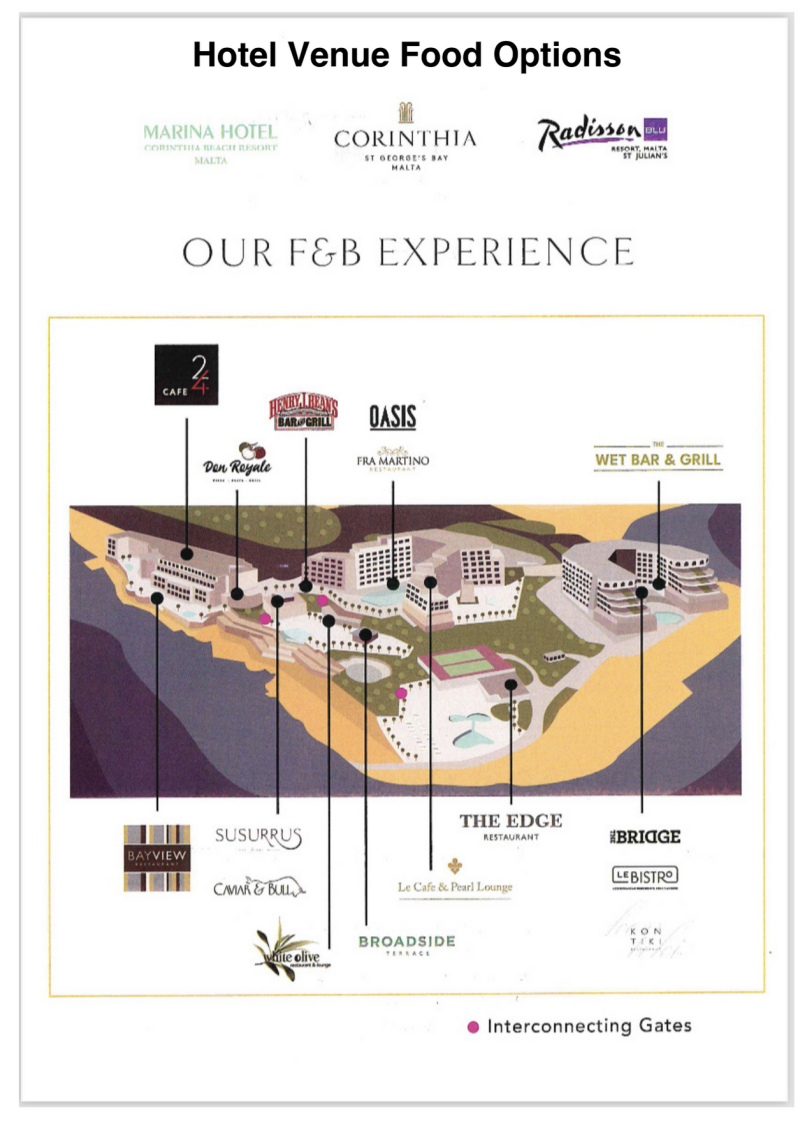 Hotel Venue Food Options
MARINA HOTEL
CORINTHIA BEACH RESORT
MALTA
CORINTHIA
ST GEORGE'S BAY
MALTA
Radisson BLU
RESORT, MALTA
ST JULIAN'S
OUR F&B EXPERIENCE
CAFE 24
HENRY J. BEANS
BAR AND GRILL
Don Royale
PIZZA · PASTA · GRILL
OASIS
FRA MARTINO
RESTAURANT
THE
WET BAR & GRILL
BAYVIEW
RESTAURANT
SUSURRUS
CAVIAR & BULL
white olive
restaurant & lounge
BROADSIDE
TERRACE
Le Cafe & Pearl Lounge
THE EDGE
RESTAURANT
THE BRIDGE
LE BISTRO
KON
TIKI
Interconnecting Gates